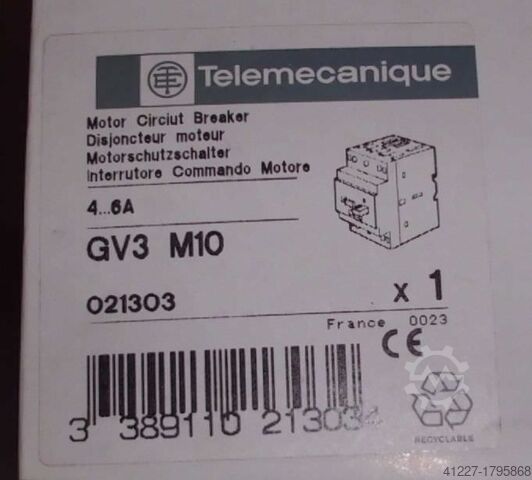 Telemecanique
Motor Circiut Breaker
Disjoncteur moteur
Motorschutzschalter
Interrutore Commando Motore
4...6A
GV3 M10
021303
x 1
France 0023
CE
3 389110 213034
RECYCLABLE
41227-1795868